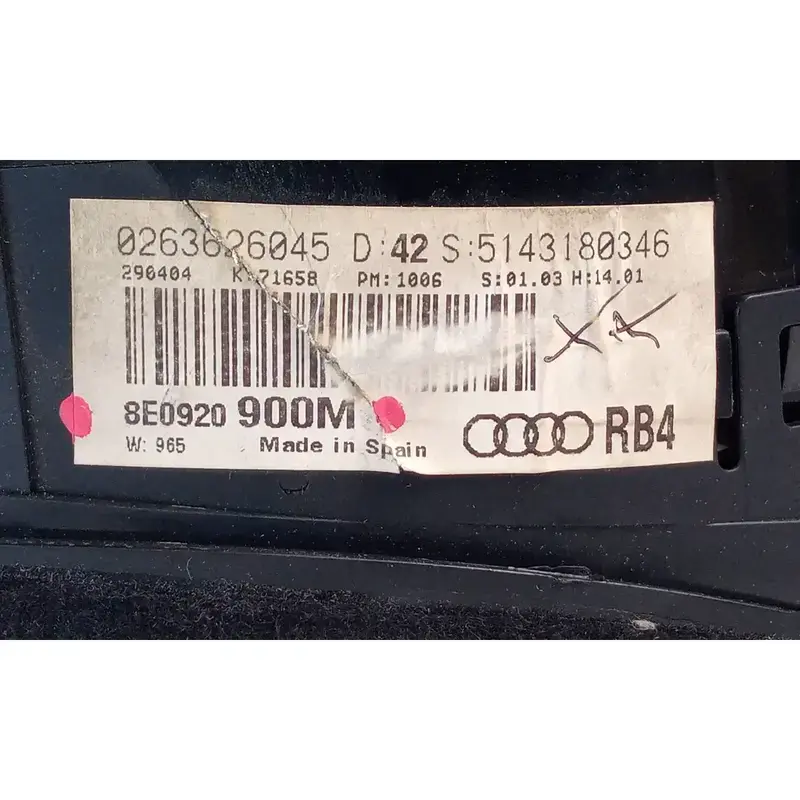 0263626045 D:42 S:5143180346
290404 K:71658 PM:1006 S:01.03 H:14.01
8E0920 900M RB4
W: 965 Made in Spain